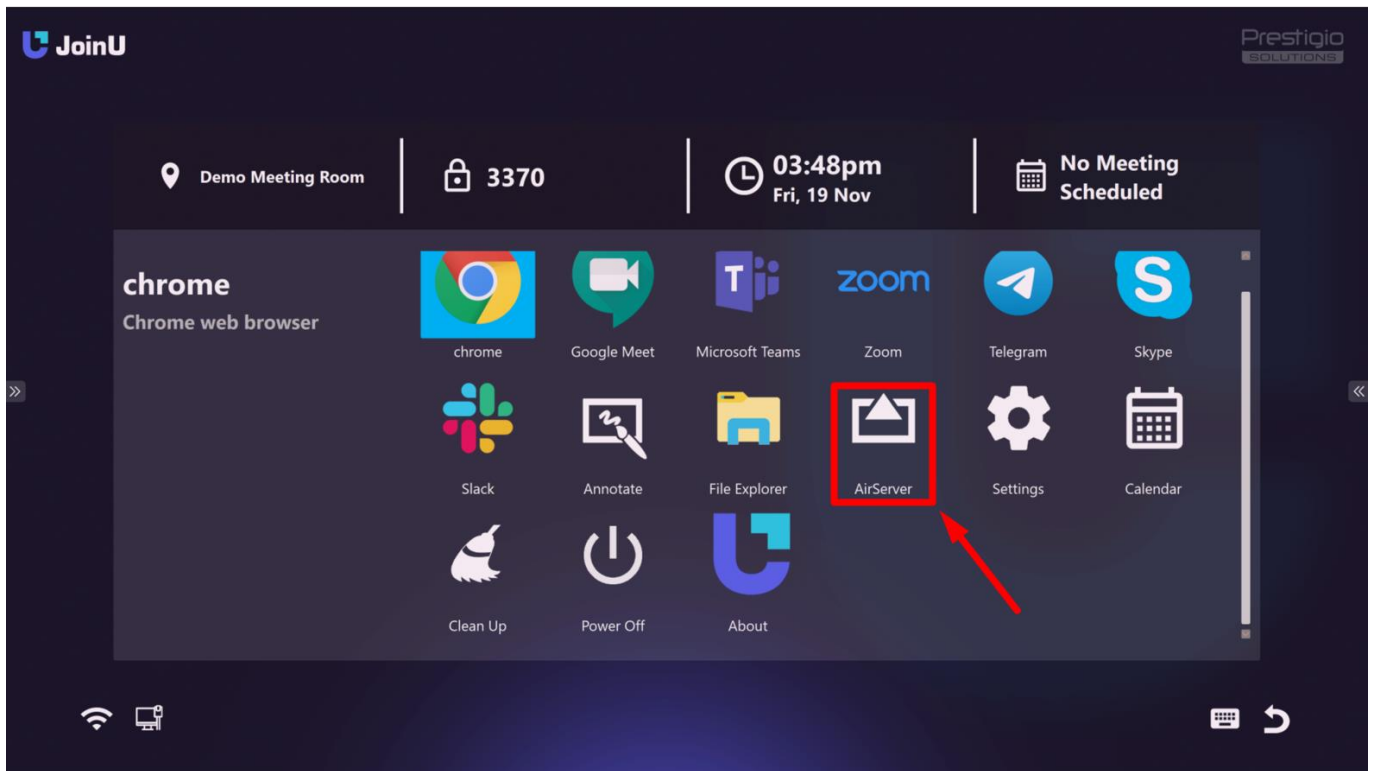 JoinU
Prestigio
SOLUTIONS
Demo Meeting Room
3370
03:48pm
Fri, 19 Nov
No Meeting
Scheduled
chrome
Chrome web browser
T
zoom
S
chrome
Google Meet
Microsoft Teams
Zoom
Telegram
Skype
Slack
Annotate
File Explorer
AirServer
Settings
Calendar
Clean Up
Power Off
About